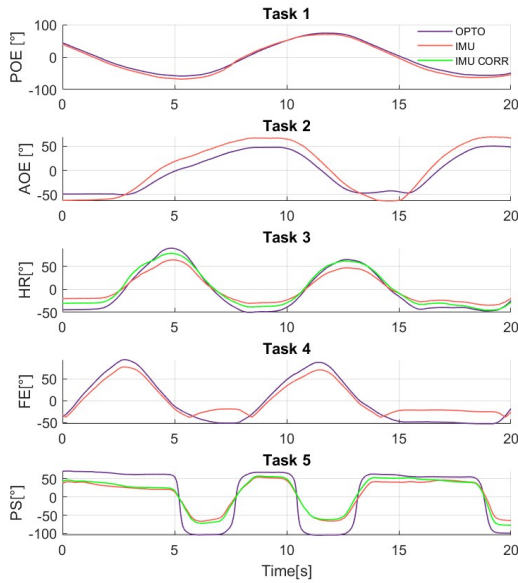 Task 1
POE [°]
100
0
-100
OPTO
IMU
IMU CORR
0 5 10 15 20
Task 2
AOE [°]
50
0
-50
0 5 10 15 20
Task 3
HR[°]
50
0
-50
0 5 10 15 20
Task 4
FE[°]
50
0
-50
0 5 10 15 20
Task 5
PS[°]
50
0
-50
-100
0 5 10 15 20
Time[s]